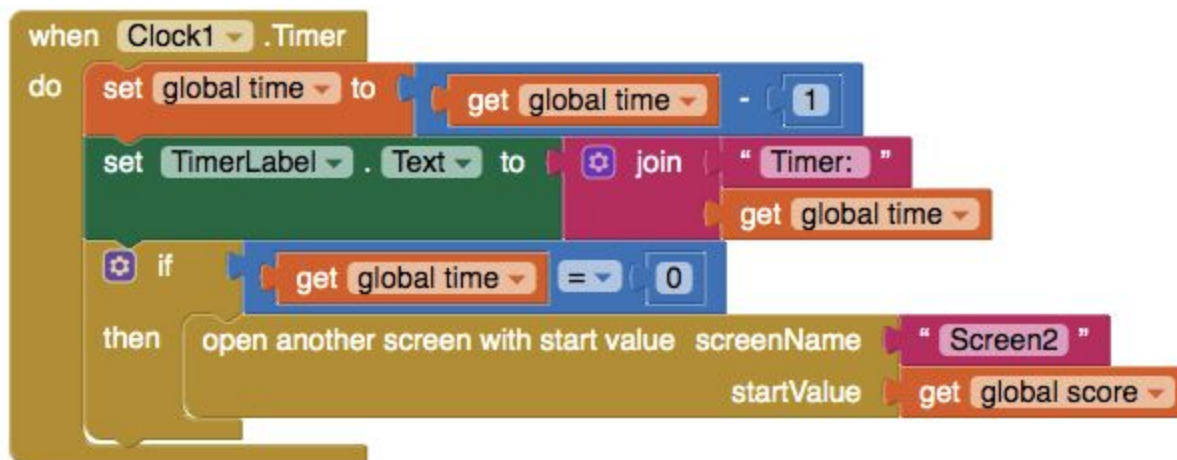 when Clock1 .Timer
do set global time to get global time - 1
set TimerLabel . Text to join " Timer: "
get global time
if get global time = 0
then open another screen with start value screenName " Screen2 "
startValue get global score